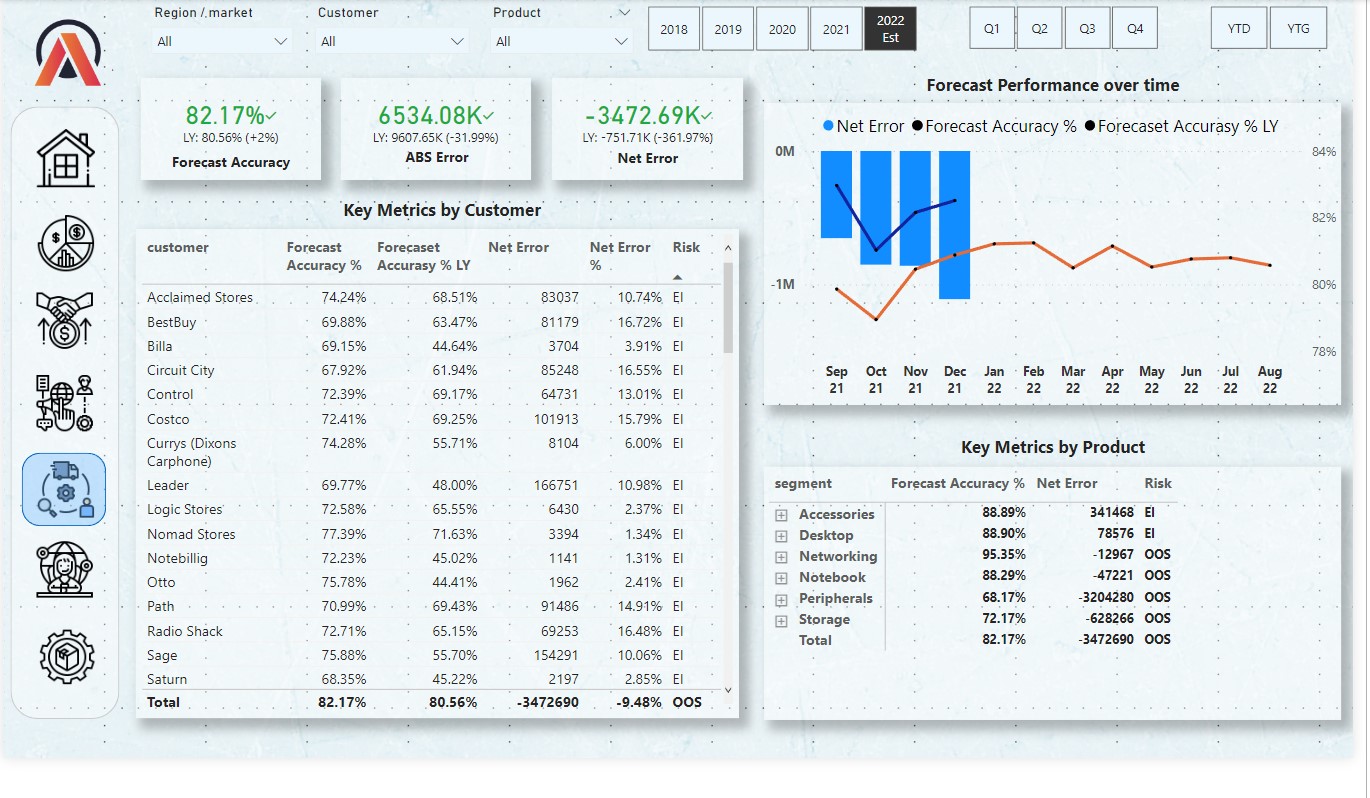 Region / market
Customer
Product
All
All
All
2018
2019
2020
2021
2022
Est
Q1
Q2
Q3
Q4
YTD
YTG
82.17%
LY: 80.56% (+2%)
Forecast Accuracy
6534.08K
LY: 9607.65K (-31.99%)
ABS Error
-3472.69K
LY: -751.71K (-361.97%)
Net Error
Key Metrics by Customer
customer Forecast Accuracy % Forecaset Accurasy % LY Net Error Net Error % Risk
Acclaimed Stores 74.24% 68.51% 83037 10.74% EI
BestBuy 69.88% 63.47% 81179 16.72% EI
Billa 69.15% 44.64% 3704 3.91% EI
Circuit City 67.92% 61.94% 85248 16.55% EI
Control 72.39% 69.17% 64731 13.01% EI
Costco 72.41% 69.25% 101913 15.79% EI
Currys (Dixons Carphone) 74.28% 55.71% 8104 6.00% EI
Leader 69.77% 48.00% 166751 10.98% EI
Logic Stores 72.58% 65.55% 6430 2.37% EI
Nomad Stores 77.39% 71.63% 3394 1.34% EI
Notebillig 72.23% 45.02% 1141 1.31% EI
Otto 75.78% 44.41% 1962 2.41% EI
Path 70.99% 69.43% 91486 14.91% EI
Radio Shack 72.71% 65.15% 69253 16.48% EI
Sage 75.88% 55.70% 154291 10.06% EI
Saturn 68.35% 45.22% 2197 2.85% EI
Total 82.17% 80.56% -3472690 -9.48% OOS
Forecast Performance over time
Net Error Forecast Accuracy % Forecaset Accurasy % LY
0M
-1M
84%
82%
80%
78%
Sep Oct Nov Dec Jan Feb Mar Apr May Jun Jul Aug
21 21 21 21 22 22 22 22 22 22 22 22
Key Metrics by Product
segment Forecast Accuracy % Net Error Risk
Accessories 88.89% 341468 EI
Desktop 88.90% 78576 EI
Networking 95.35% -12967 OOS
Notebook 88.29% -47221 OOS
Peripherals 68.17% -3204280 OOS
Storage 72.17% -628266 OOS
Total 82.17% -3472690 OOS